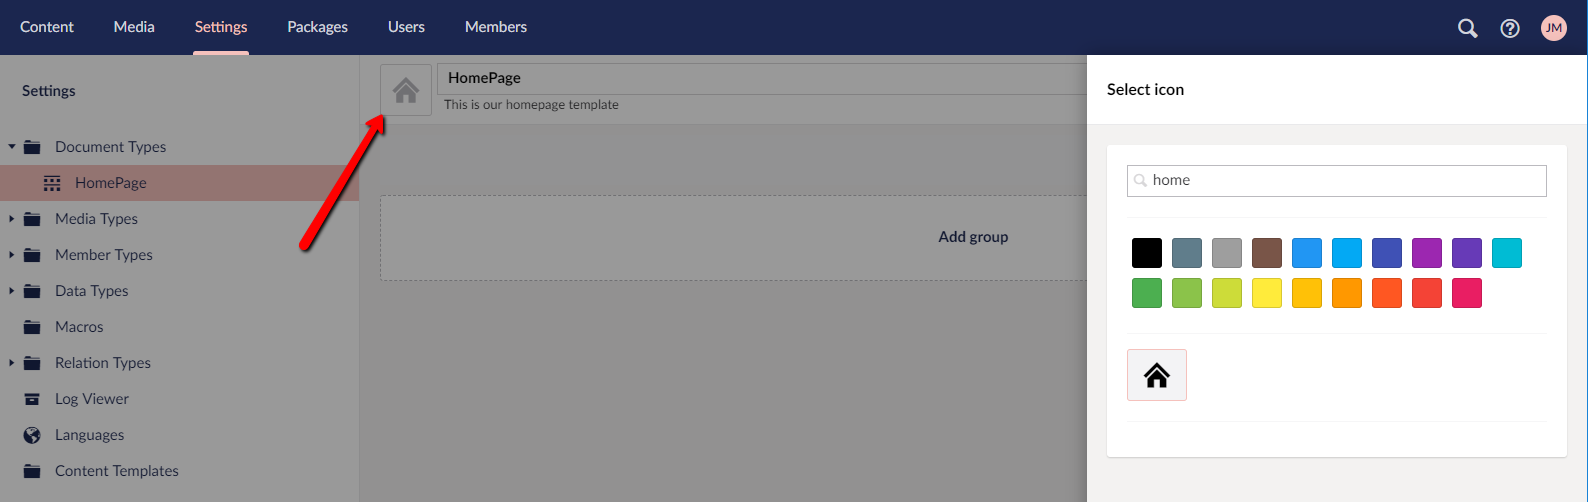 Content Media Settings Packages Users Members JM
Settings
Document Types
HomePage
Media Types
Member Types
Data Types
Macros
Relation Types
Log Viewer
Languages
Content Templates
HomePage
This is our homepage template
Add group
Select icon
home